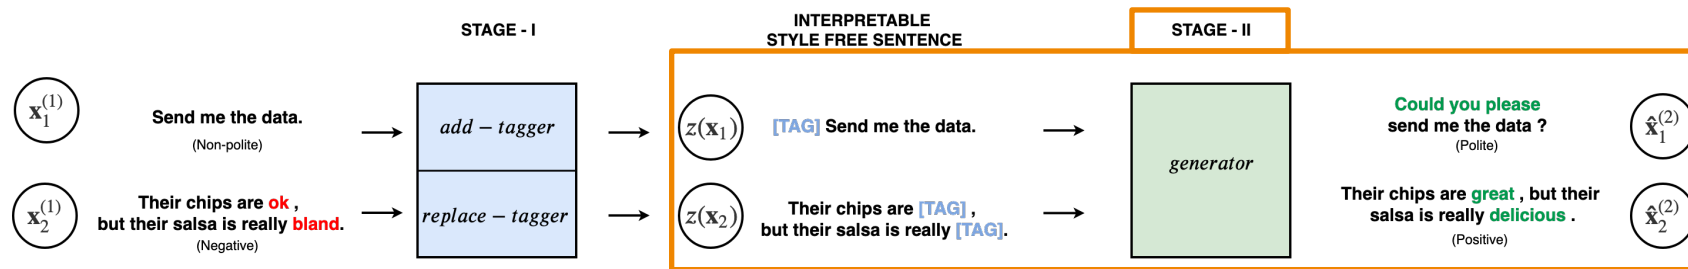 STAGE - I
INTERPRETABLE
STYLE FREE SENTENCE
STAGE - II
x₁⁽¹⁾
Send me the data.
(Non-polite)
add − tagger
z(x₁)
[TAG] Send me the data.
generator
Could you please
send me the data ?
(Polite)
x̂₁⁽²⁾
x₂⁽¹⁾
Their chips are ok ,
but their salsa is really bland.
(Negative)
replace − tagger
z(x₂)
Their chips are [TAG] ,
but their salsa is really [TAG].
Their chips are great , but their
salsa is really delicious .
(Positive)
x̂₂⁽²⁾